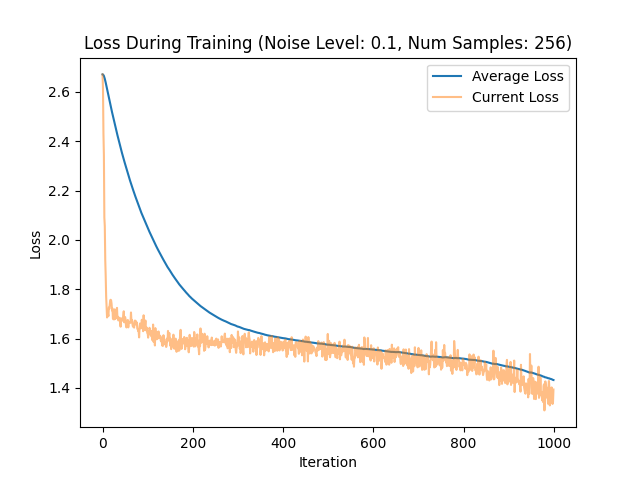 Loss During Training (Noise Level: 0.1, Num Samples: 256)
Average Loss
Current Loss
2.6
2.4
2.2
2.0
1.8
1.6
1.4
Loss
0
200
400
600
800
1000
Iteration